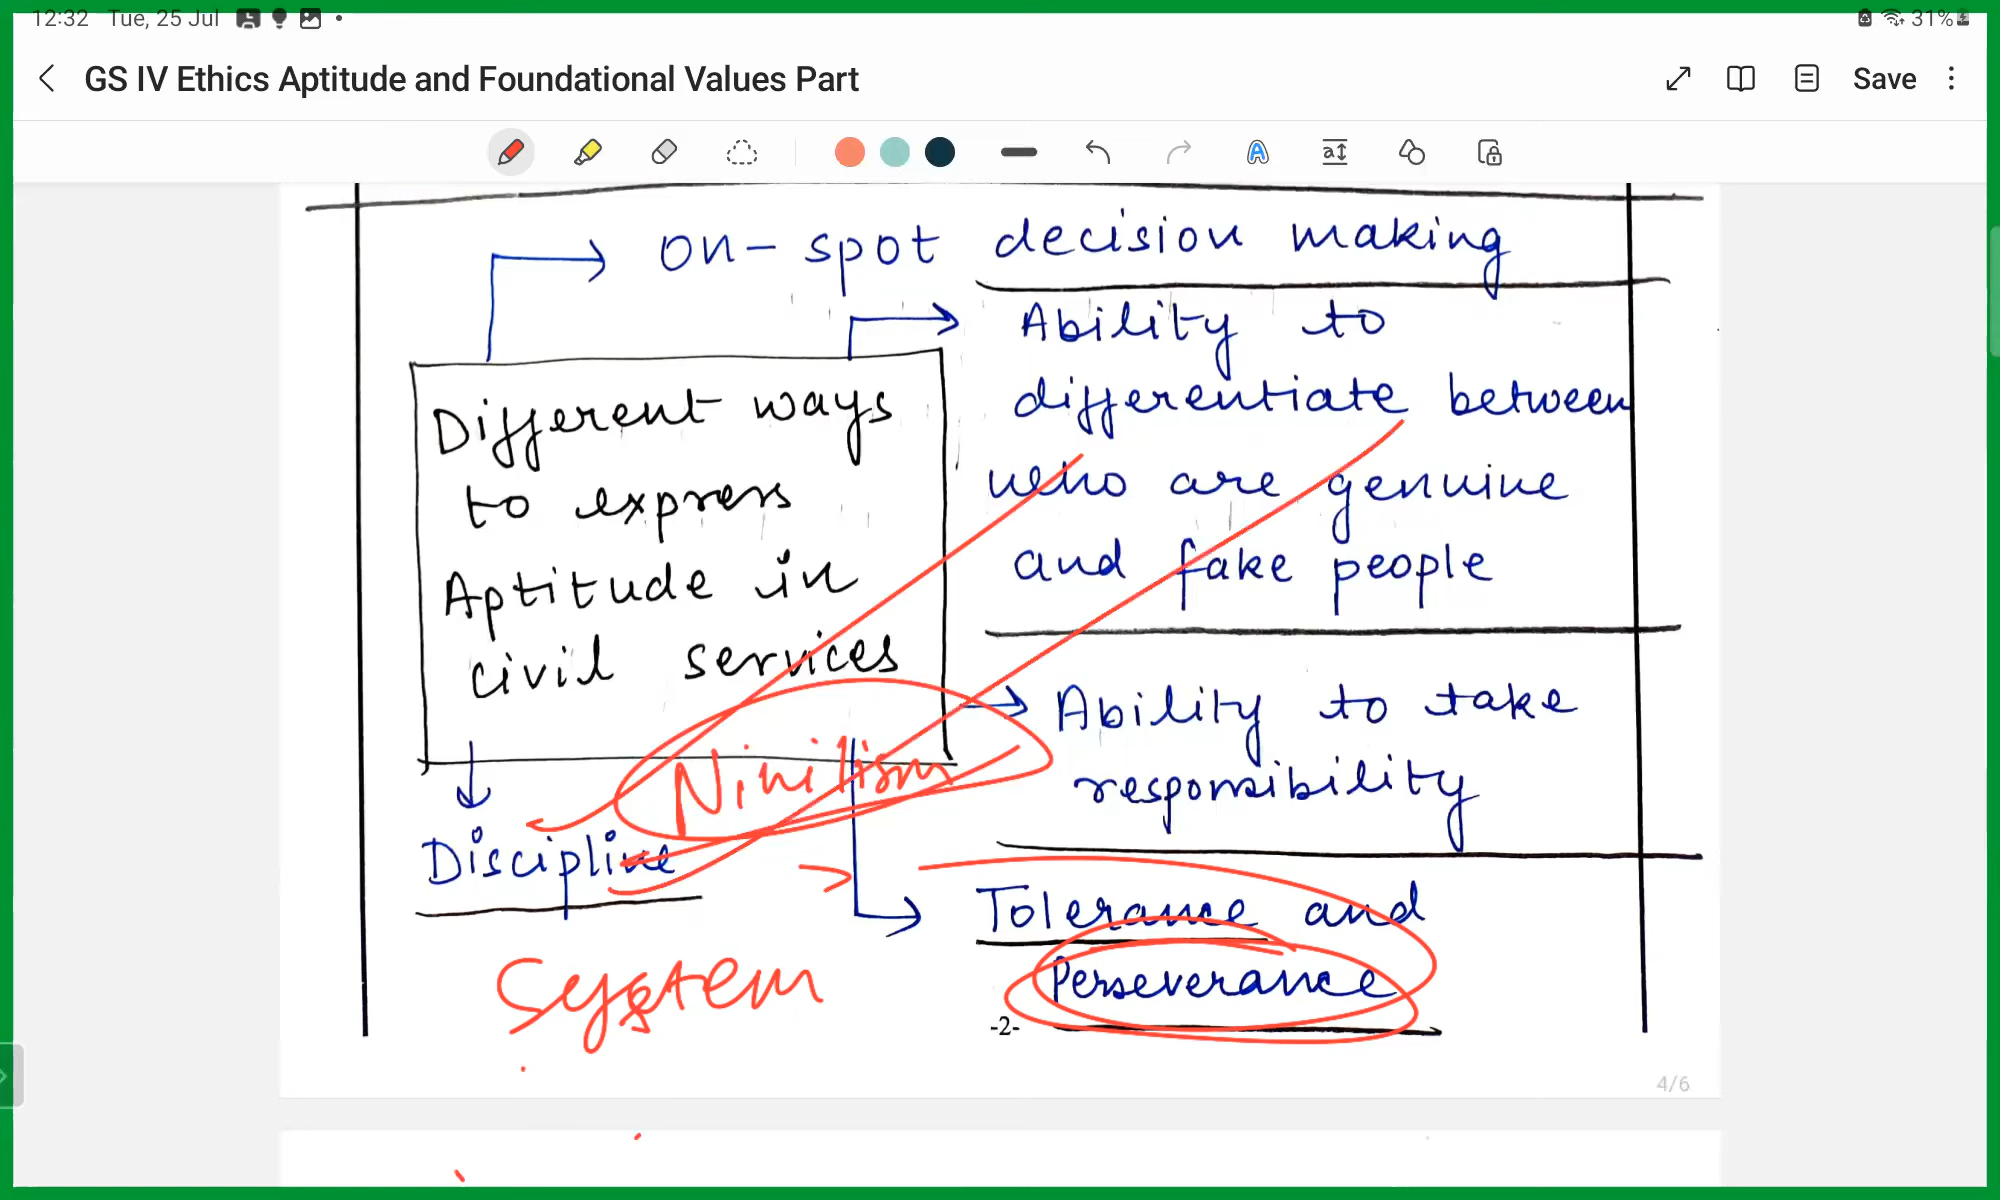 12:32 Tue, 25 Jul
31%
GS IV Ethics Aptitude and Foundational Values Part
Save
on-spot decision making
Ability to
differentiate between
who are genuine
and fake people
Different ways
to express
Aptitude in
civil services
Ability to take
responsibility
Nihilism
Discipline
Tolerance and
Perseverance
System
-2-
4/6